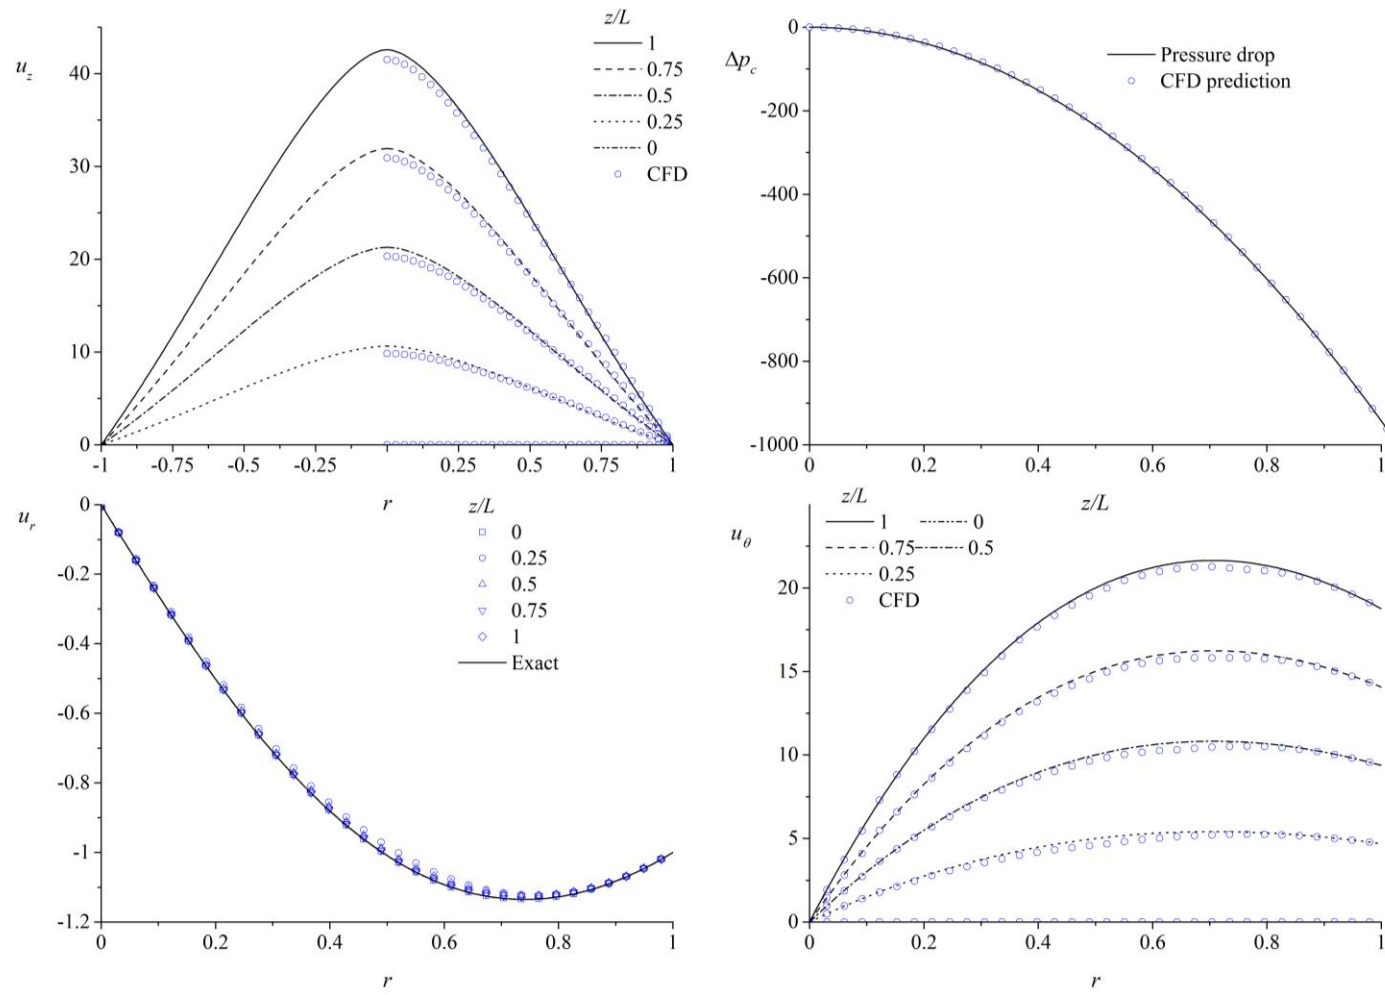 z/L
1
0.75
0.5
0.25
0
CFD
u_z
40
30
20
10
0
-1 -0.75 -0.5 -0.25 0.25 0.5 0.75 1
r
Δp_c
Pressure drop
CFD prediction
0
-200
-400
-600
-800
-1000
0 0.2 0.4 0.6 0.8 1
z/L
u_r
z/L
0
0.25
0.5
0.75
1
Exact
0
-0.2
-0.4
-0.6
-0.8
-1
-1.2
0 0.2 0.4 0.6 0.8 1
r
u_θ
z/L
1 0
0.75 0.5
0.25
CFD
20
15
10
5
0
0 0.2 0.4 0.6 0.8 1
r